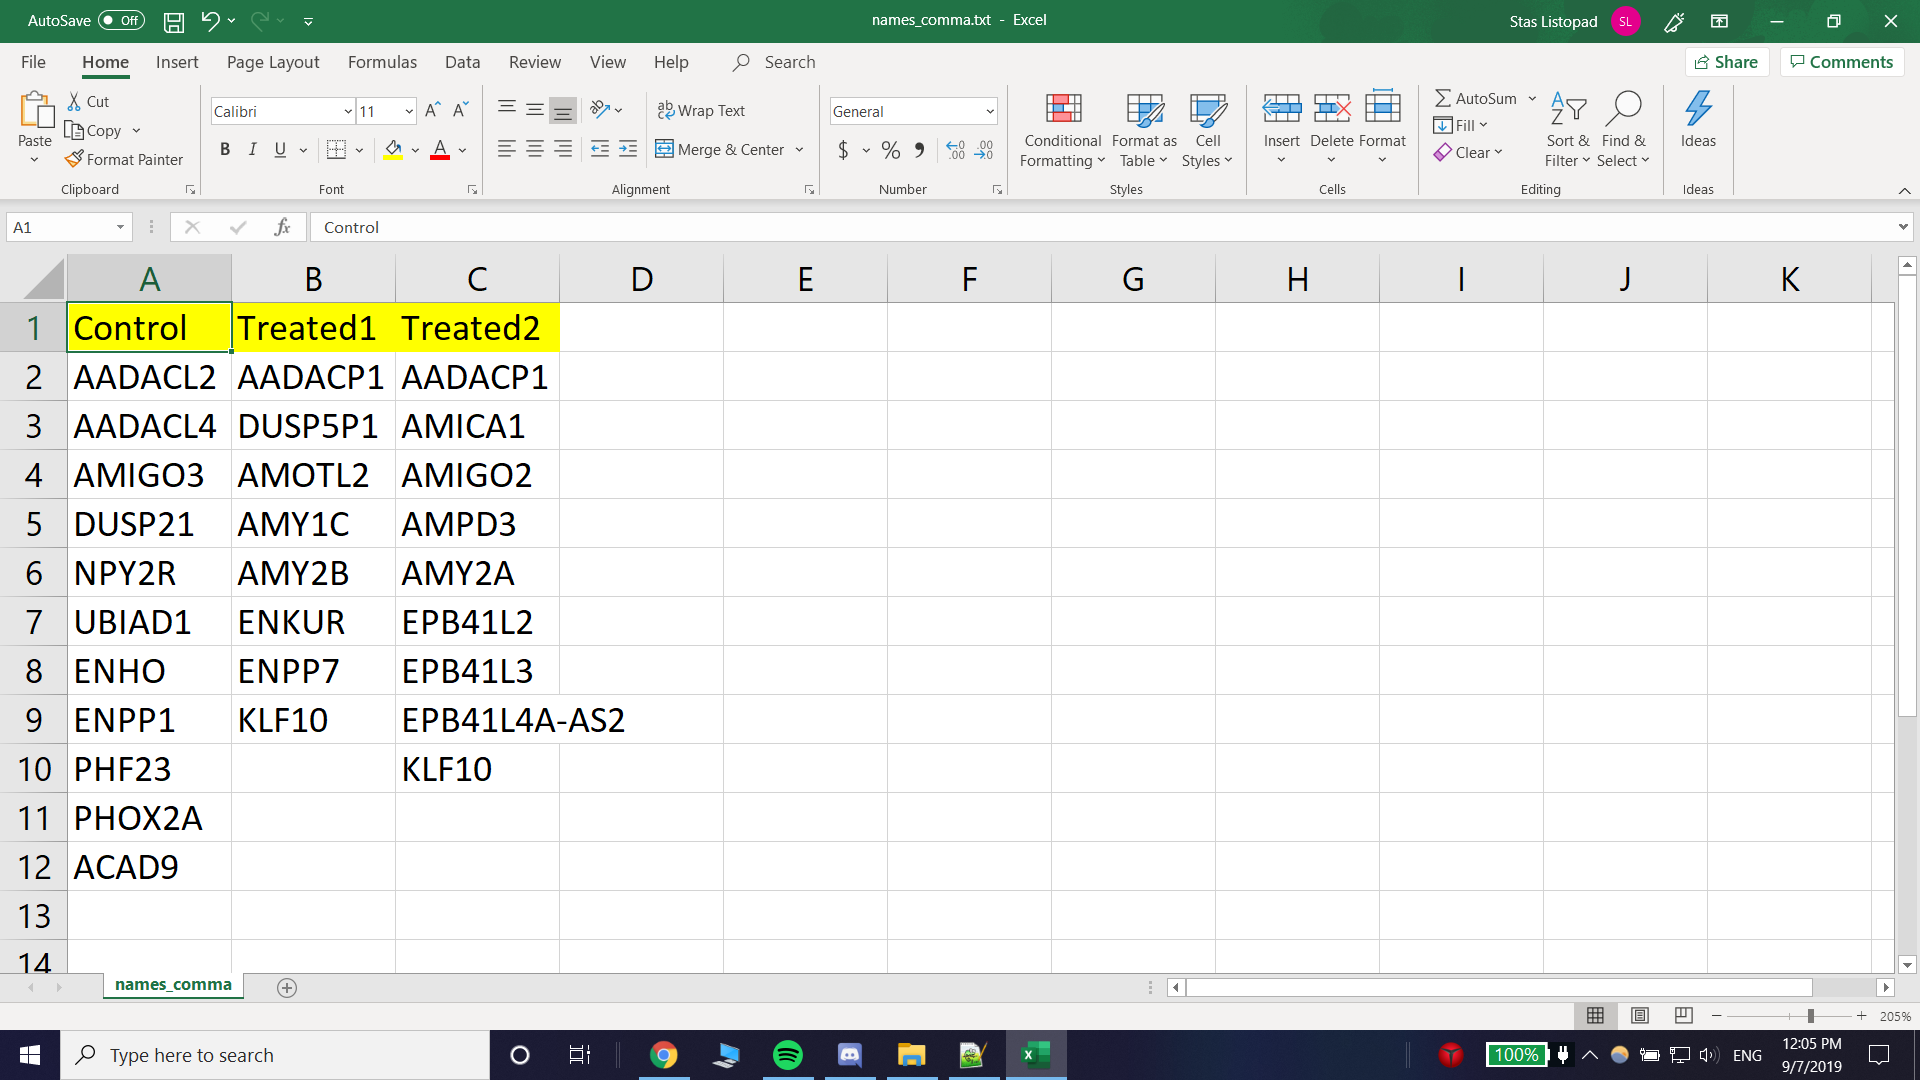 AutoSave Off names_comma.txt - Excel Stas Listopad SL
File Home Insert Page Layout Formulas Data Review View Help Search Share Comments
Paste Cut Copy Format Painter Clipboard
Calibri 11 B I U A Font
ab Wrap Text Merge & Center Alignment
General $ % , .00 .0 Number
Conditional Formatting Format as Table Cell Styles Styles
Insert Delete Format Cells
AutoSum Fill Clear Sort & Filter Find & Select Editing
Ideas Ideas
A1 fx Control
A B C D E F G H I J K
1 Control Treated1 Treated2
2 AADACL2 AADACP1 AADACP1
3 AADACL4 DUSP5P1 AMICA1
4 AMIGO3 AMOTL2 AMIGO2
5 DUSP21 AMY1C AMPD3
6 NPY2R AMY2B AMY2A
7 UBIAD1 ENKUR EPB41L2
8 ENHO ENPP7 EPB41L3
9 ENPP1 KLF10 EPB41L4A-AS2
10 PHF23 KLF10
11 PHOX2A
12 ACAD9
13
14
names_comma
205%
Type here to search 100% ENG 12:05 PM
9/7/2019